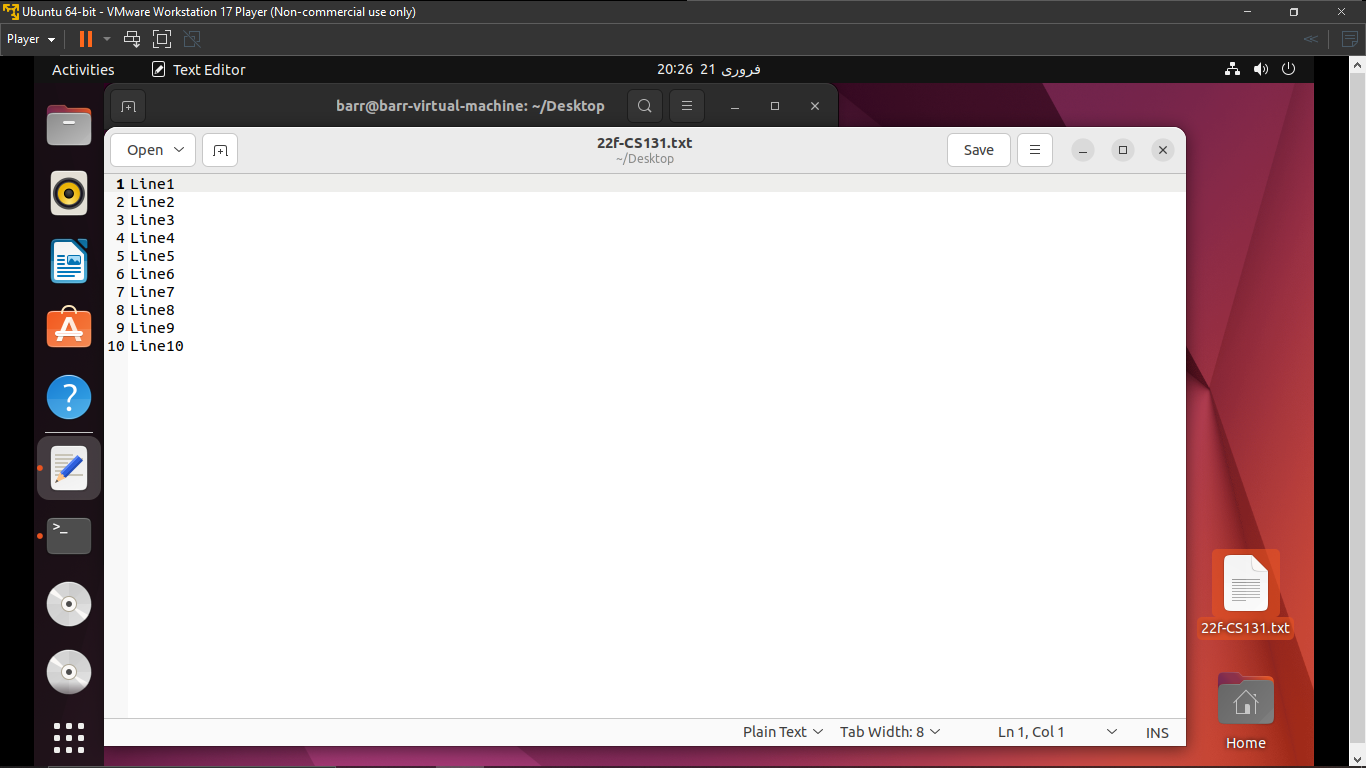 Ubuntu 64-bit - VMware Workstation 17 Player (Non-commercial use only)
Player
Activities
Text Editor
20:26 21 فروری
barr@barr-virtual-machine: ~/Desktop
Open
22f-CS131.txt
~/Desktop
Save
1 Line1
2 Line2
3 Line3
4 Line4
5 Line5
6 Line6
7 Line7
8 Line8
9 Line9
10 Line10
22f-CS131.txt
Home
Plain Text
Tab Width: 8
Ln 1, Col 1
INS